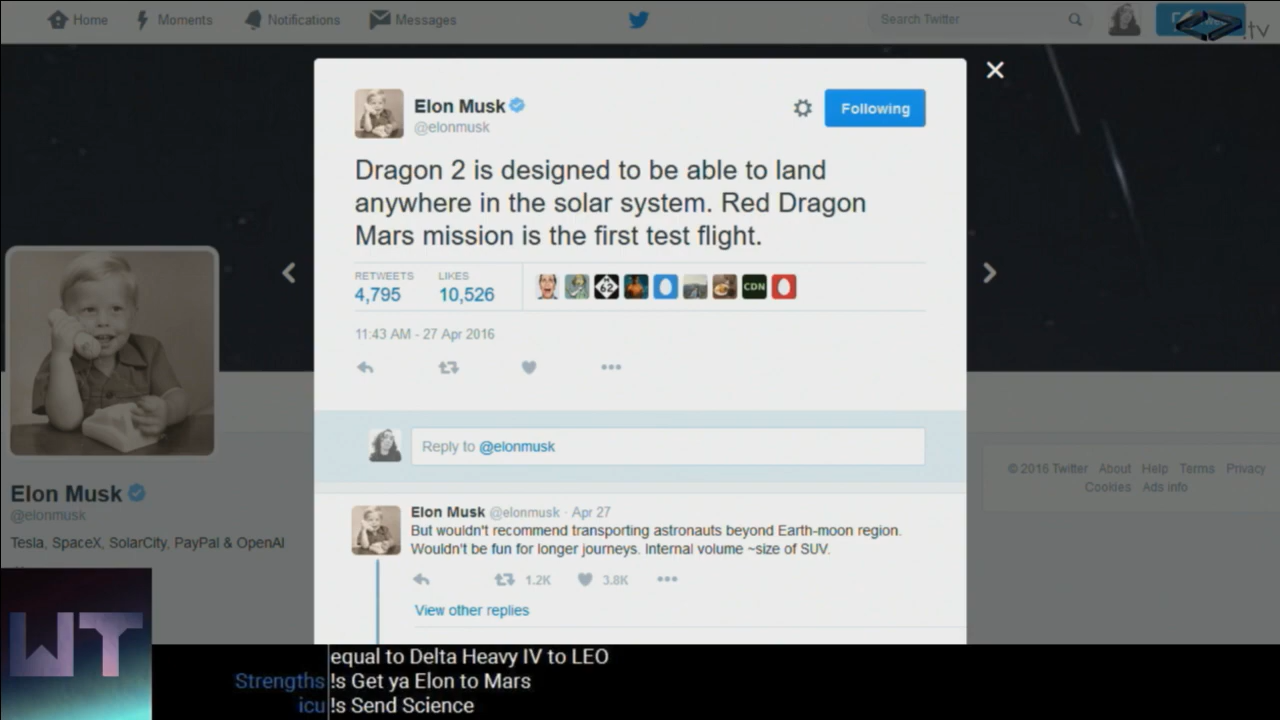 Home Moments Notifications Messages Search Twitter
.tv
Elon Musk
@elonmusk
Following
Dragon 2 is designed to be able to land
anywhere in the solar system. Red Dragon
Mars mission is the first test flight.
RETWEETS LIKES
4,795 10,526
62
CDN
11:43 AM - 27 Apr 2016
Reply to @elonmusk
Elon Musk @elonmusk · Apr 27
But wouldn't recommend transporting astronauts beyond Earth-moon region.
Wouldn't be fun for longer journeys. Internal volume ~size of SUV.
1.2K 3.8K
View other replies
Elon Musk
@elonmusk
Tesla, SpaceX, SolarCity, PayPal & OpenAI
© 2016 Twitter About Help Terms Privacy
Cookies Ads info
WT
equal to Delta Heavy IV to LEO
Strengths !s Get ya Elon to Mars
icu !s Send Science